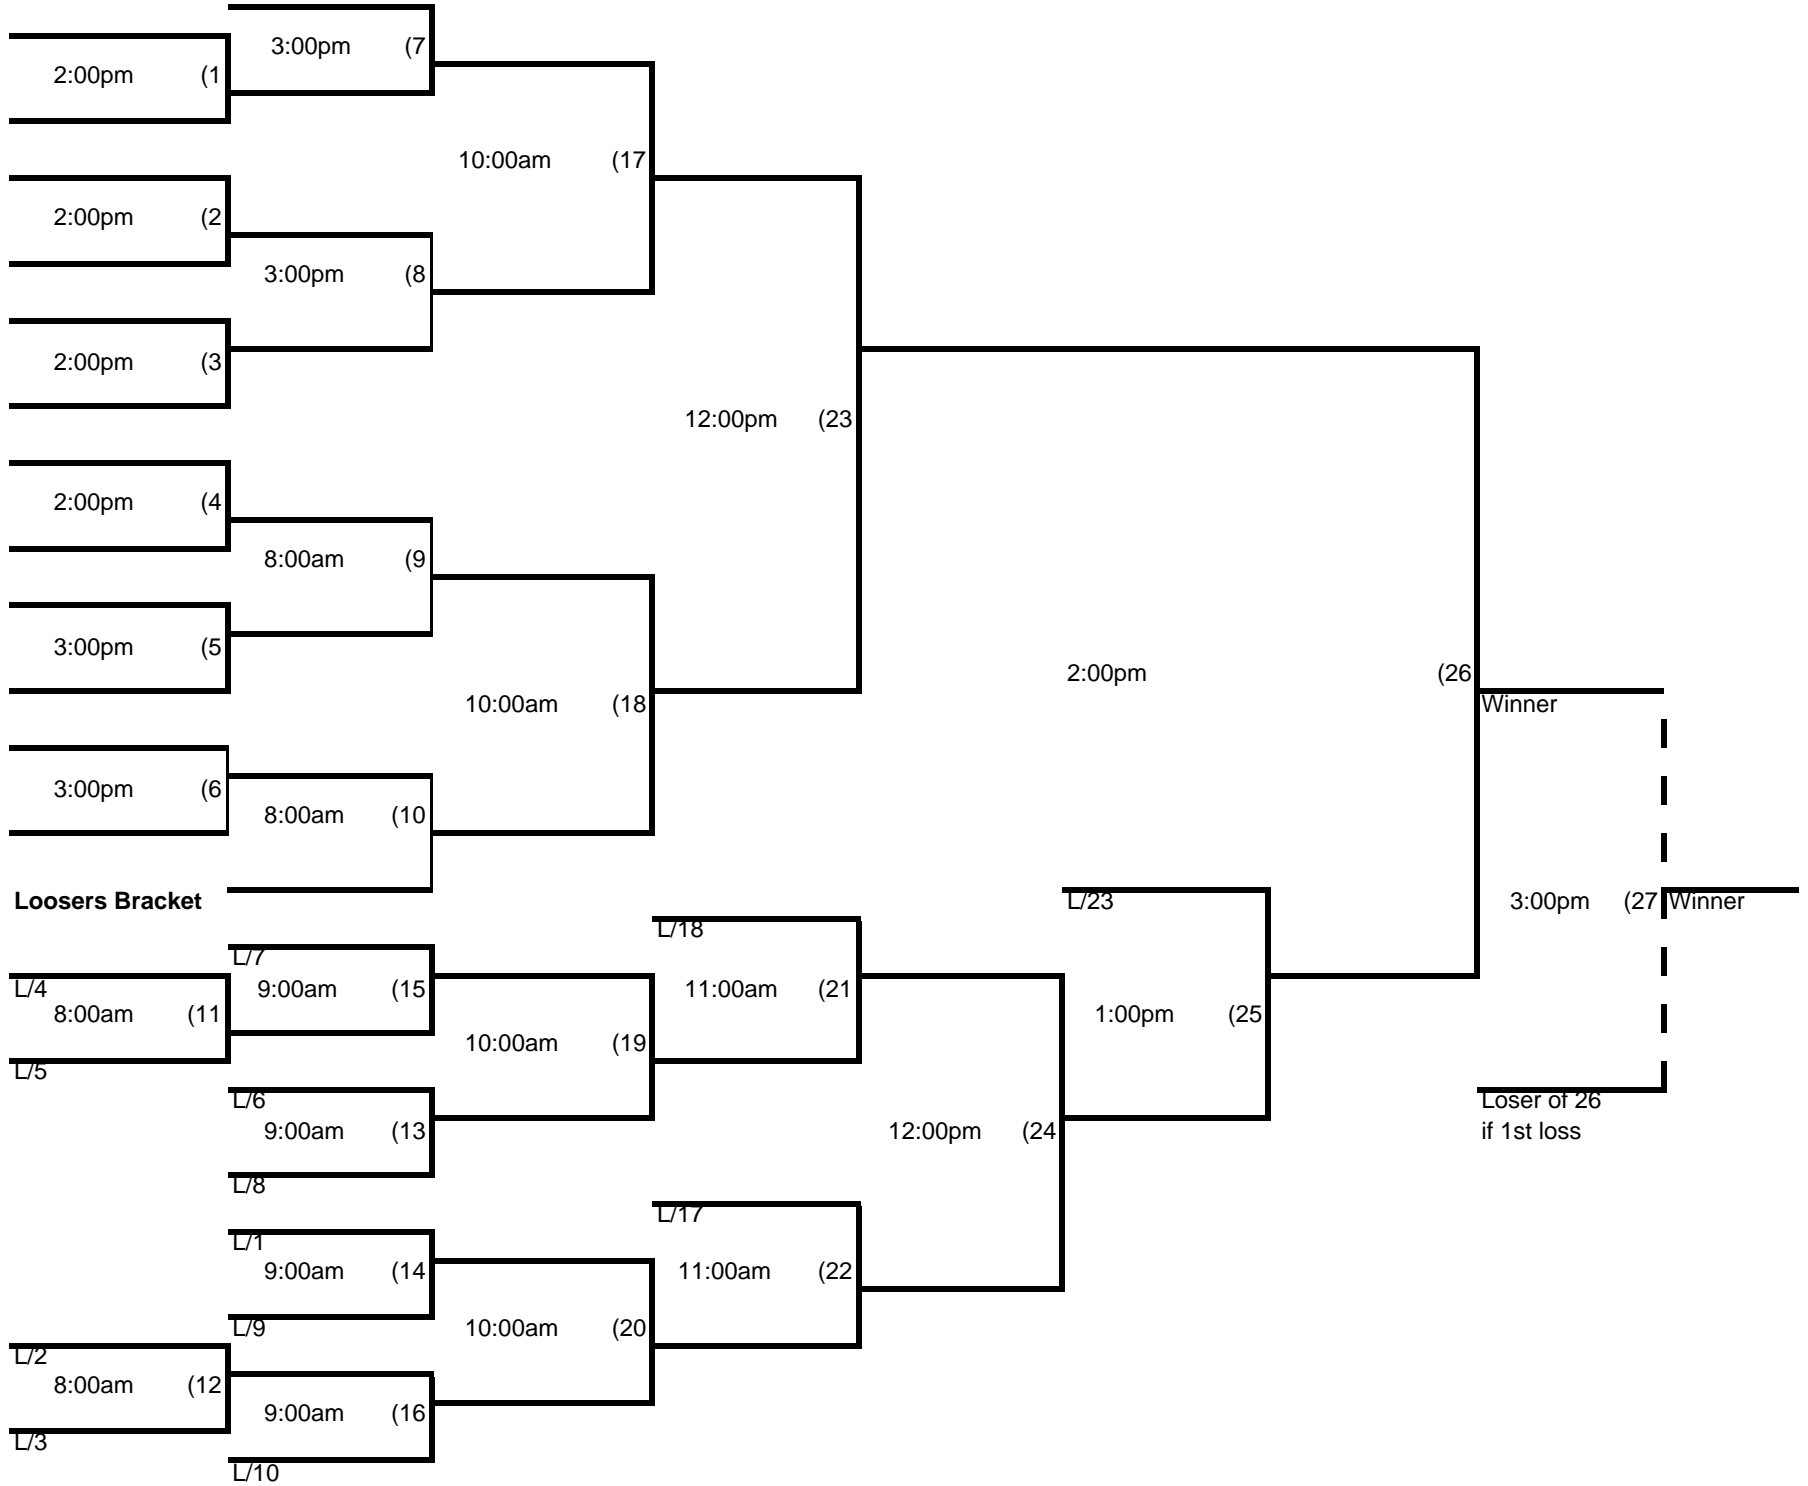 3:00pm (7
2:00pm (1
10:00am (17
2:00pm (2
3:00pm (8
2:00pm (3
12:00pm (23
2:00pm (4
8:00am (9
3:00pm (5
2:00pm (26
10:00am (18
Winner
3:00pm (6
8:00am (10
Loosers Bracket
L/23
3:00pm (27 Winner
L/18
L/7
L/4
9:00am (15
11:00am (21
8:00am (11
1:00pm (25
10:00am (19
L/5
L/6
Loser of 26
if 1st loss
9:00am (13
12:00pm (24
L/8
L/17
L/1
9:00am (14
11:00am (22
L/9
10:00am (20
L/2
8:00am (12
9:00am (16
L/3
L/10